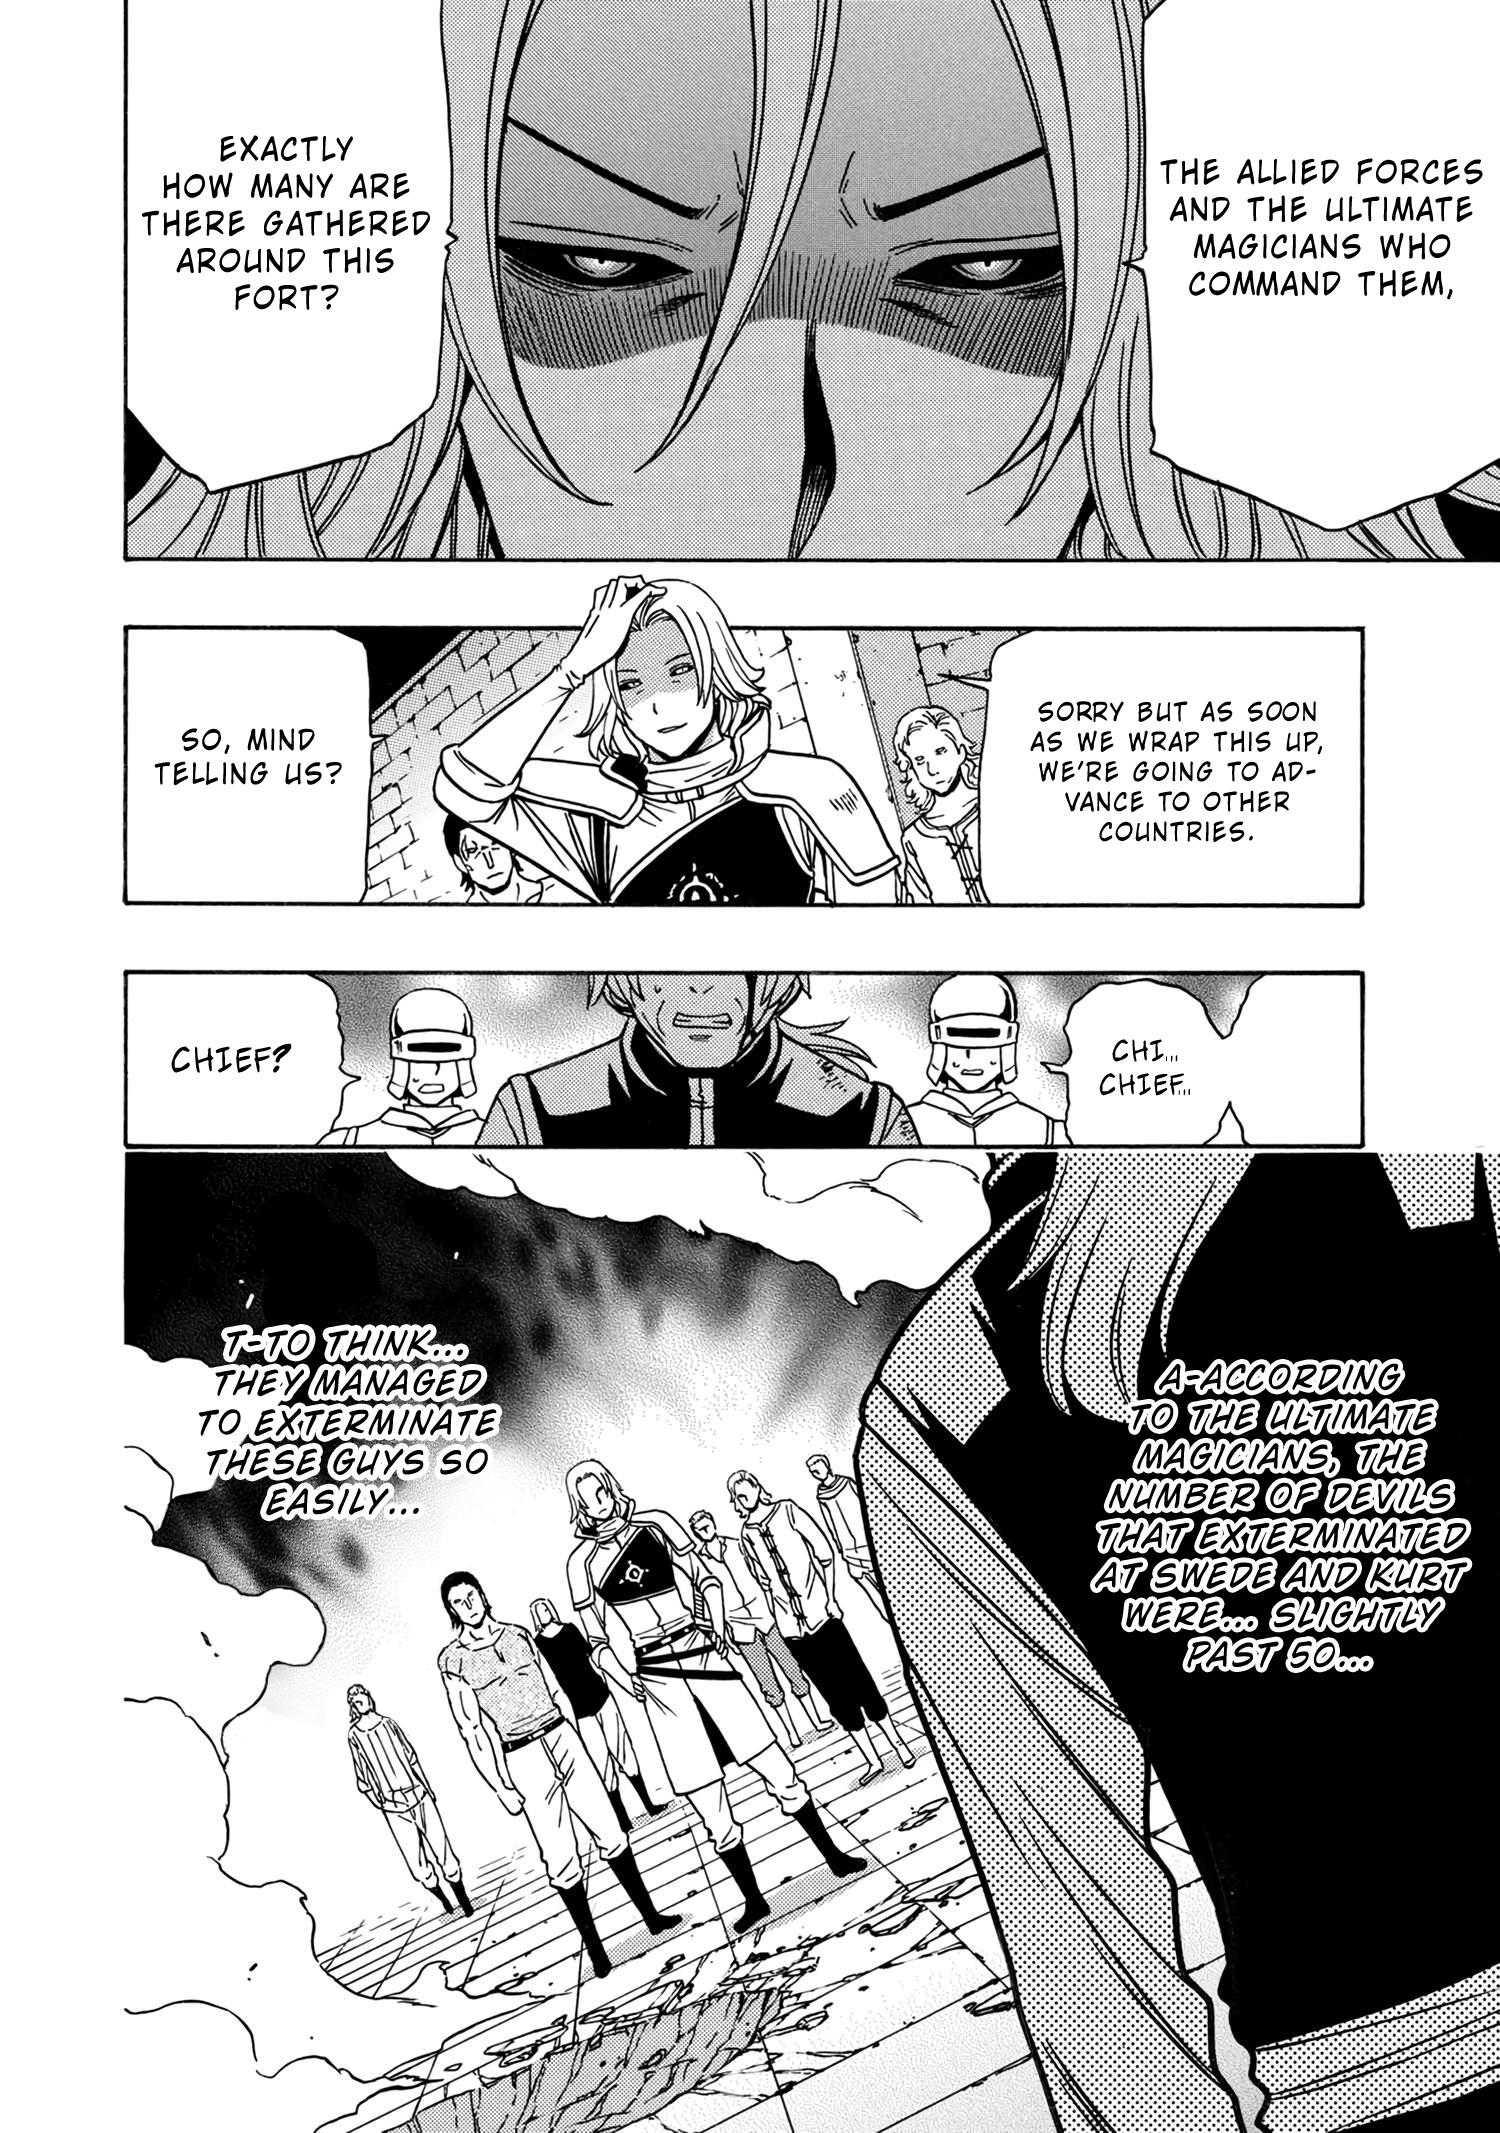 THE ALLIED FORCES
AND THE ULTIMATE
MAGICIANS WHO
COMMAND THEM,
EXACTLY
HOW MANY ARE
THERE GATHERED
AROUND THIS
FORT?
SORRY BUT AS SOON
AS WE WRAP THIS UP,
WE'RE GOING TO AD-
VANCE TO OTHER
COUNTRIES.
SO, MIND
TELLING US?
CHI...
CHIEF...
CHIEF?
A-ACCORDING
TO THE ULTIMATE
MAGICIANS, THE
NUMBER OF DEVILS
THAT EXTERMINATED
AT SWEDE AND KURT
WERE... SLIGHTLY
PAST 50...
T-TO THINK...
THEY MANAGED
TO EXTERMINATE
THESE GUYS SO
EASILY...